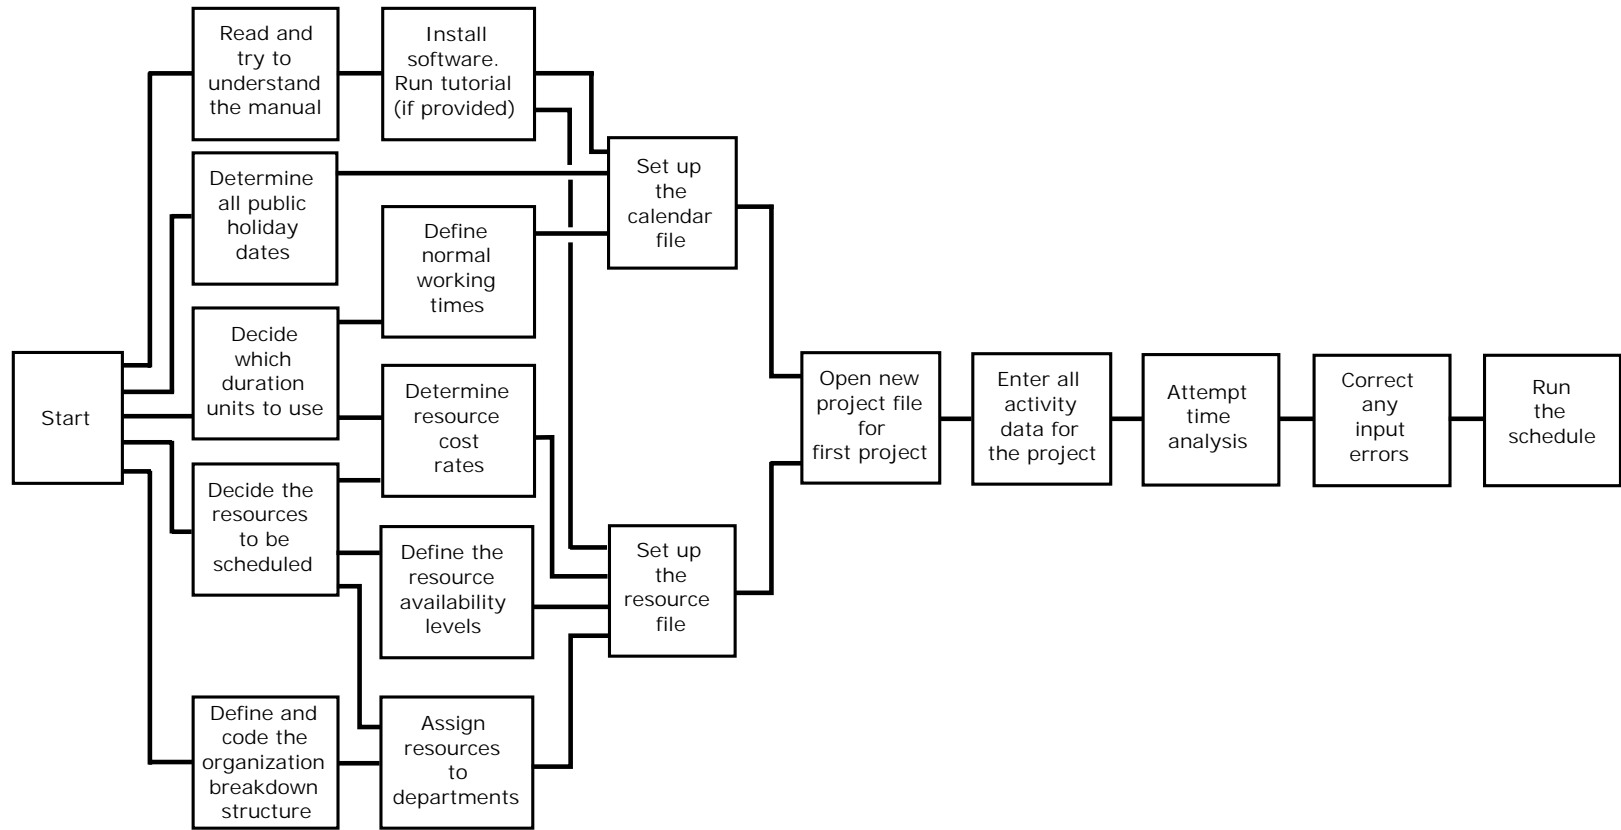 Read and
try to
understand
the manual
Install
software.
Run tutorial
(if provided)
Determine
all public
holiday
dates
Set up
the
calendar
file
Define
normal
working
times
Decide
which
duration
units to use
Start
Determine
resource
cost
rates
Open new
project file
for
first project
Enter all
activity
data for
the project
Attempt
time
analysis
Correct
any
input
errors
Run
the
schedule
Decide the
resources
to be
scheduled
Define the
resource
availability
levels
Set up
the
resource
file
Define and
code the
organization
breakdown
structure
Assign
resources
to
departments